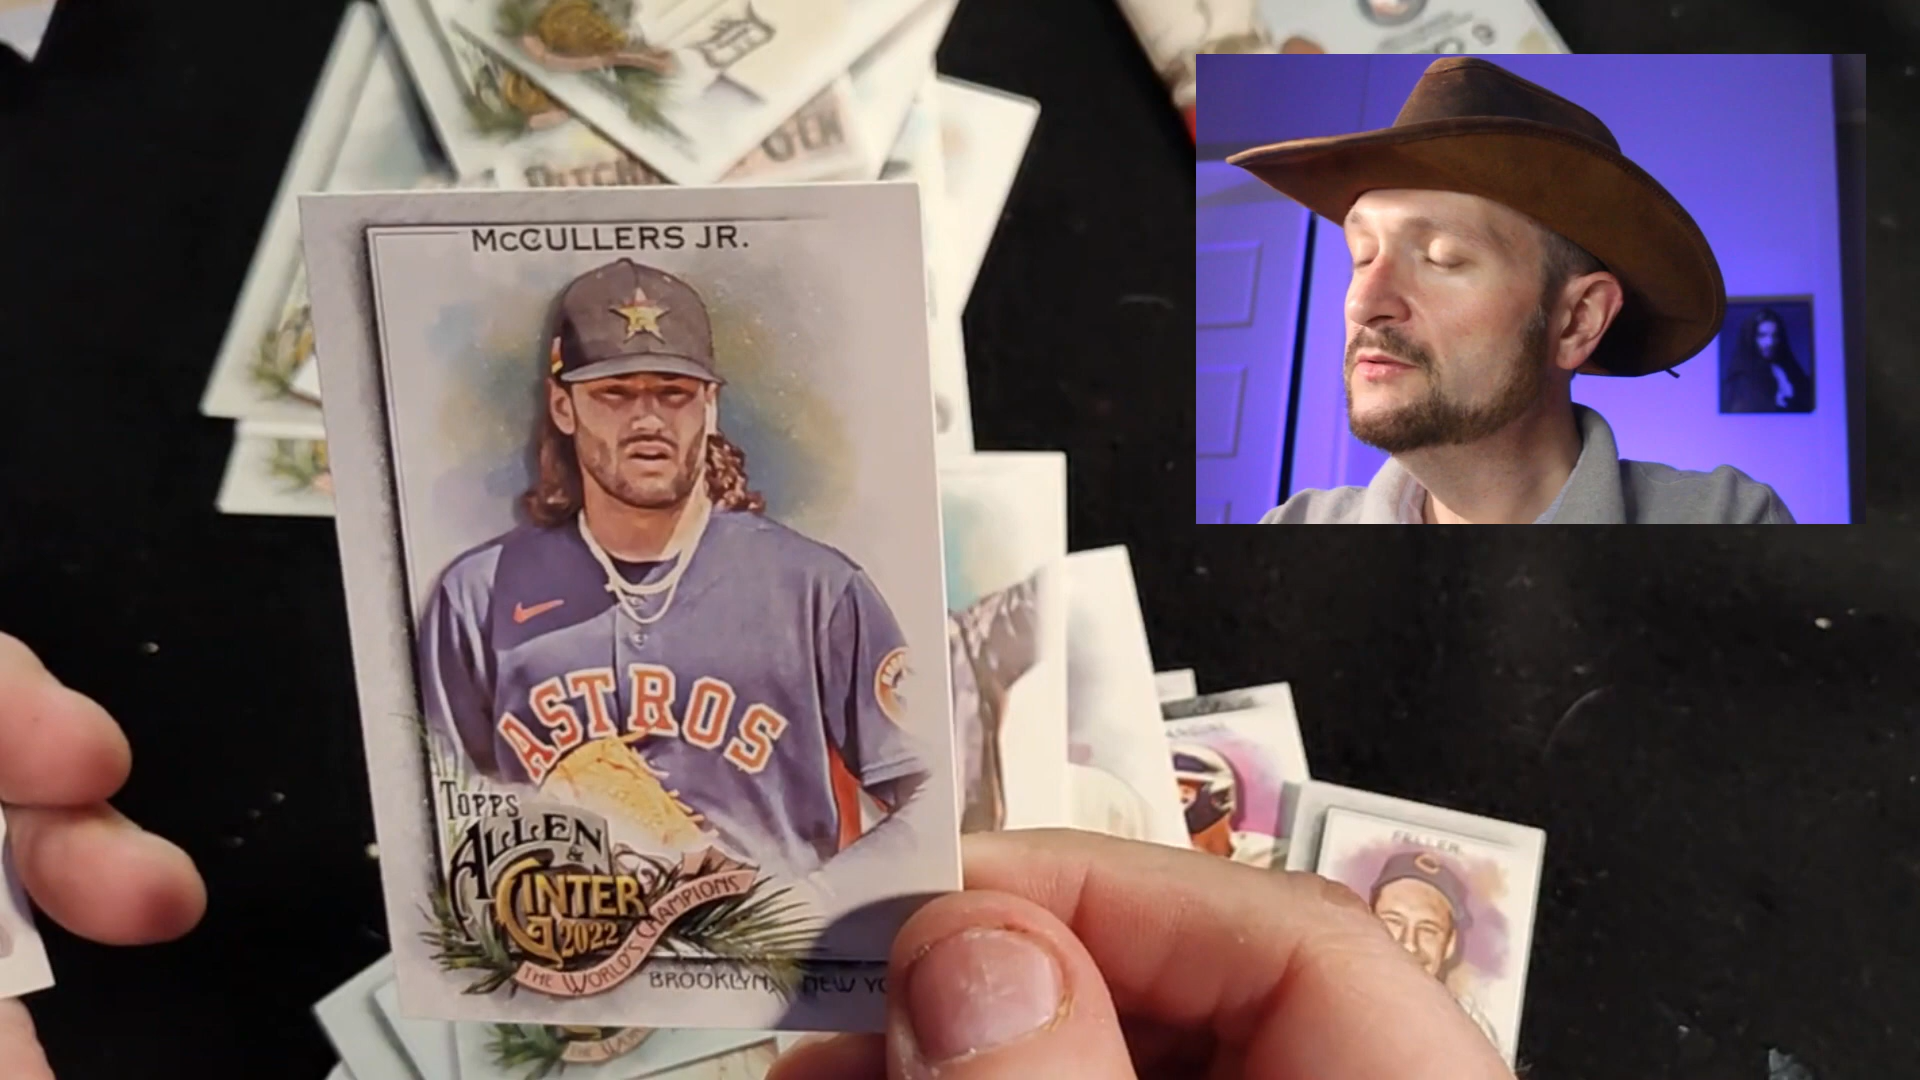 McCULLERS JR.
ASTROS
TOPPS
ALLEN
&
GINTER
2022
THE WORLD'S CHAMPIONS
BROOKLYN, NEW YO
FELLER